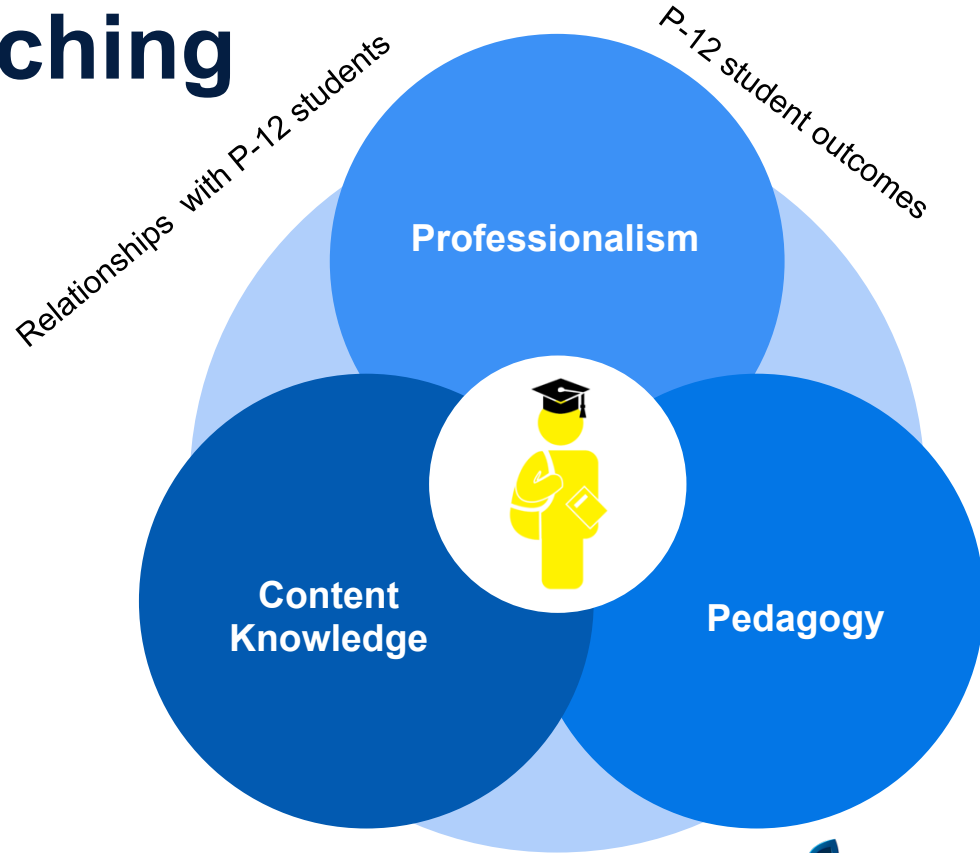 ching
Relationships with P-12 students
P-12 student outcomes
Professionalism
Content
Knowledge
Pedagogy